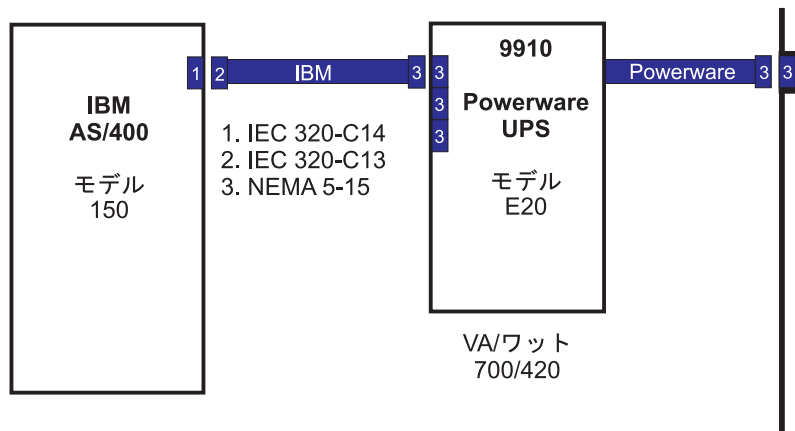 IBM
AS/400
モデル
150
1
2
IBM
3
1. IEC 320-C14
2. IEC 320-C13
3. NEMA 5-15
3
3
3
9910
Powerware
UPS
モデル
E20
VA/ワット
700/420
Powerware
3
3